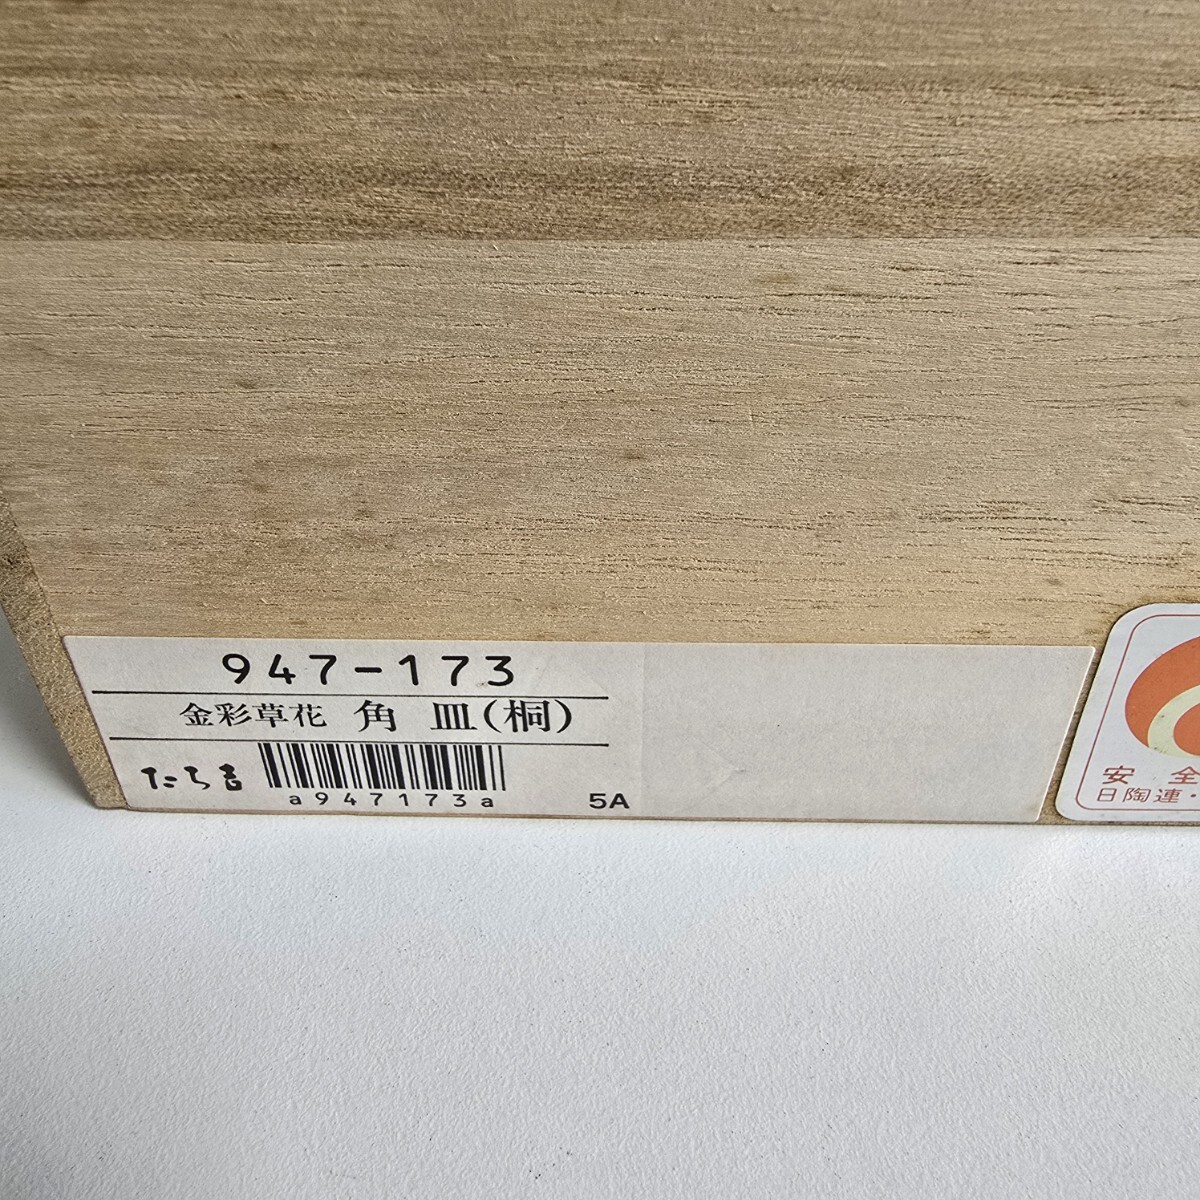 947-173
金彩草花 角 皿(桐)
たち吉
a947173a
5A
安 全
日陶連・